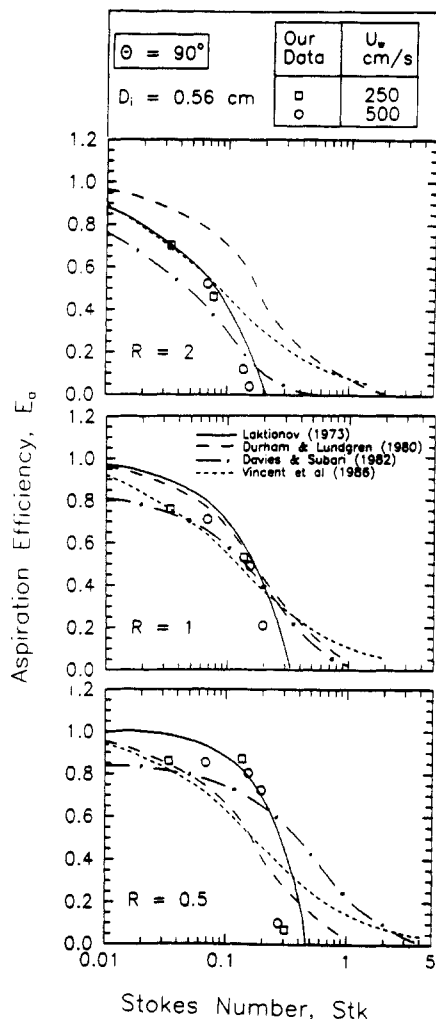 Θ = 90°
D_i = 0.56 cm
Our Data
U_w cm/s
□ 250
○ 500
1.2
1.0
0.8
0.6
0.4
0.2
0.0
R = 2
1.2
1.0
0.8
0.6
0.4
0.2
0.0
Laktionov (1973)
Durham & Lundgren (1980)
Davies & Subari (1982)
Vincent et al (1986)
R = 1
1.2
1.0
0.8
0.6
0.4
0.2
0.0
R = 0.5
0.01
0.1
1
5
Aspiration Efficiency, E_a
Stokes Number, Stk